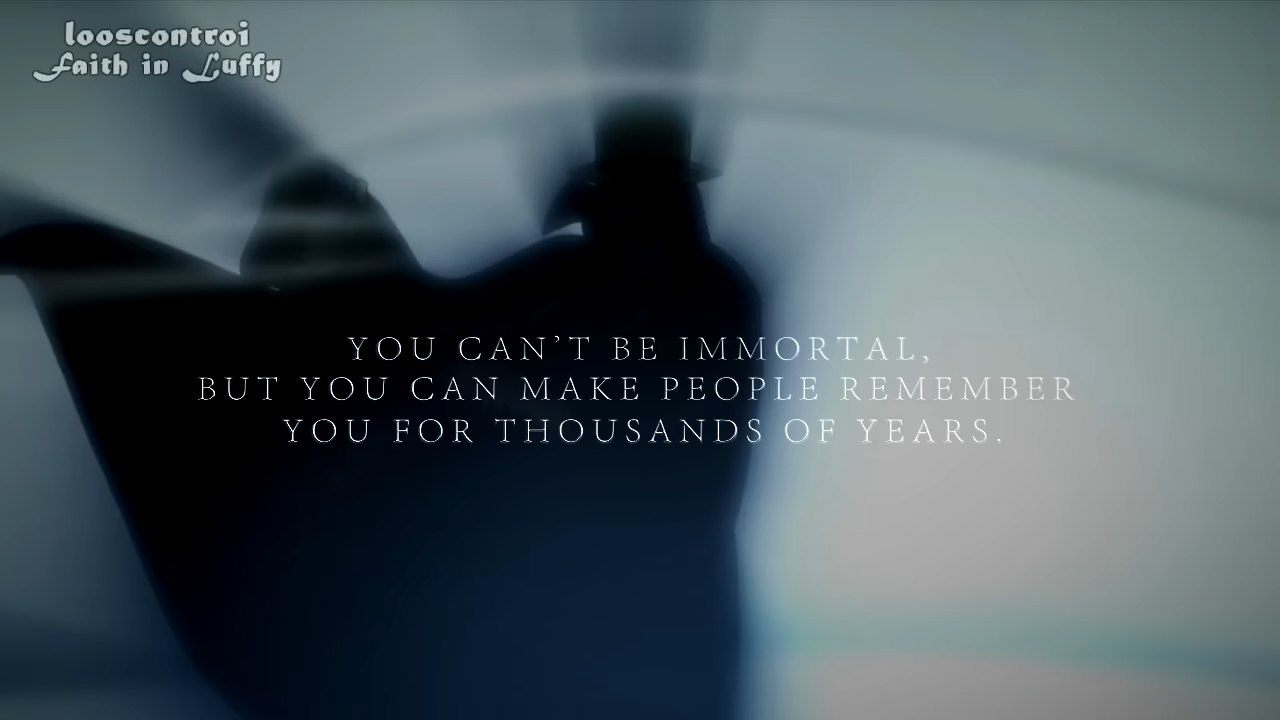 looscontroi
Faith in Luffy
YOU CAN’T BE IMMORTAL,
BUT YOU CAN MAKE PEOPLE REMEMBER
YOU FOR THOUSANDS OF YEARS.